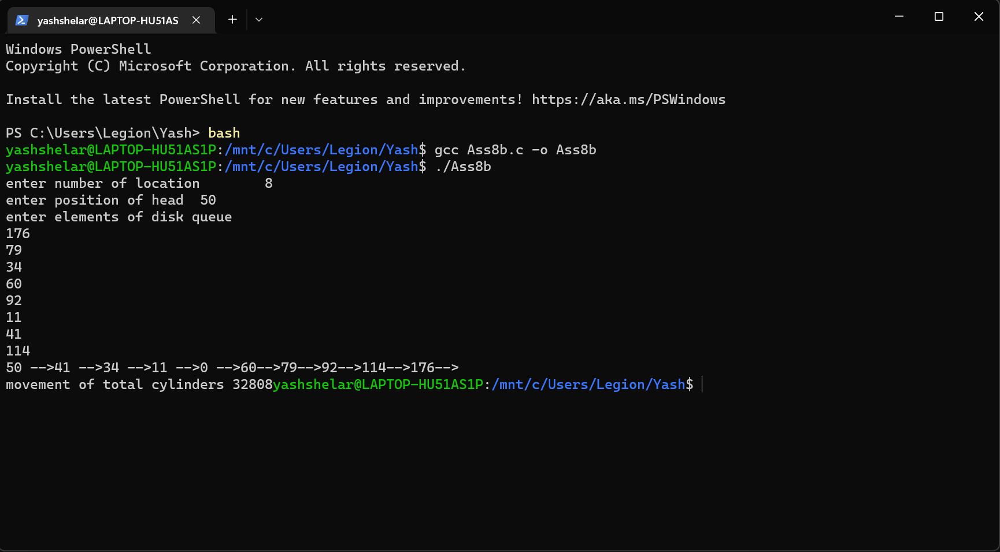 yashshelar@LAPTOP-HU51AS
Windows PowerShell
Copyright (C) Microsoft Corporation. All rights reserved.
Install the latest PowerShell for new features and improvements! https://aka.ms/PSWindows
PS C:\Users\Legion\Yash> bash
yashshelar@LAPTOP-HU51AS1P:/mnt/c/Users/Legion/Yash$ gcc Ass8b.c -o Ass8b
yashshelar@LAPTOP-HU51AS1P:/mnt/c/Users/Legion/Yash$ ./Ass8b
enter number of location        8
enter position of head  50
enter elements of disk queue
176
79
34
60
92
11
41
114
50 -->41 -->34 -->11 -->0 -->60-->79-->92-->114-->176-->
movement of total cylinders 32808yashshelar@LAPTOP-HU51AS1P:/mnt/c/Users/Legion/Yash$